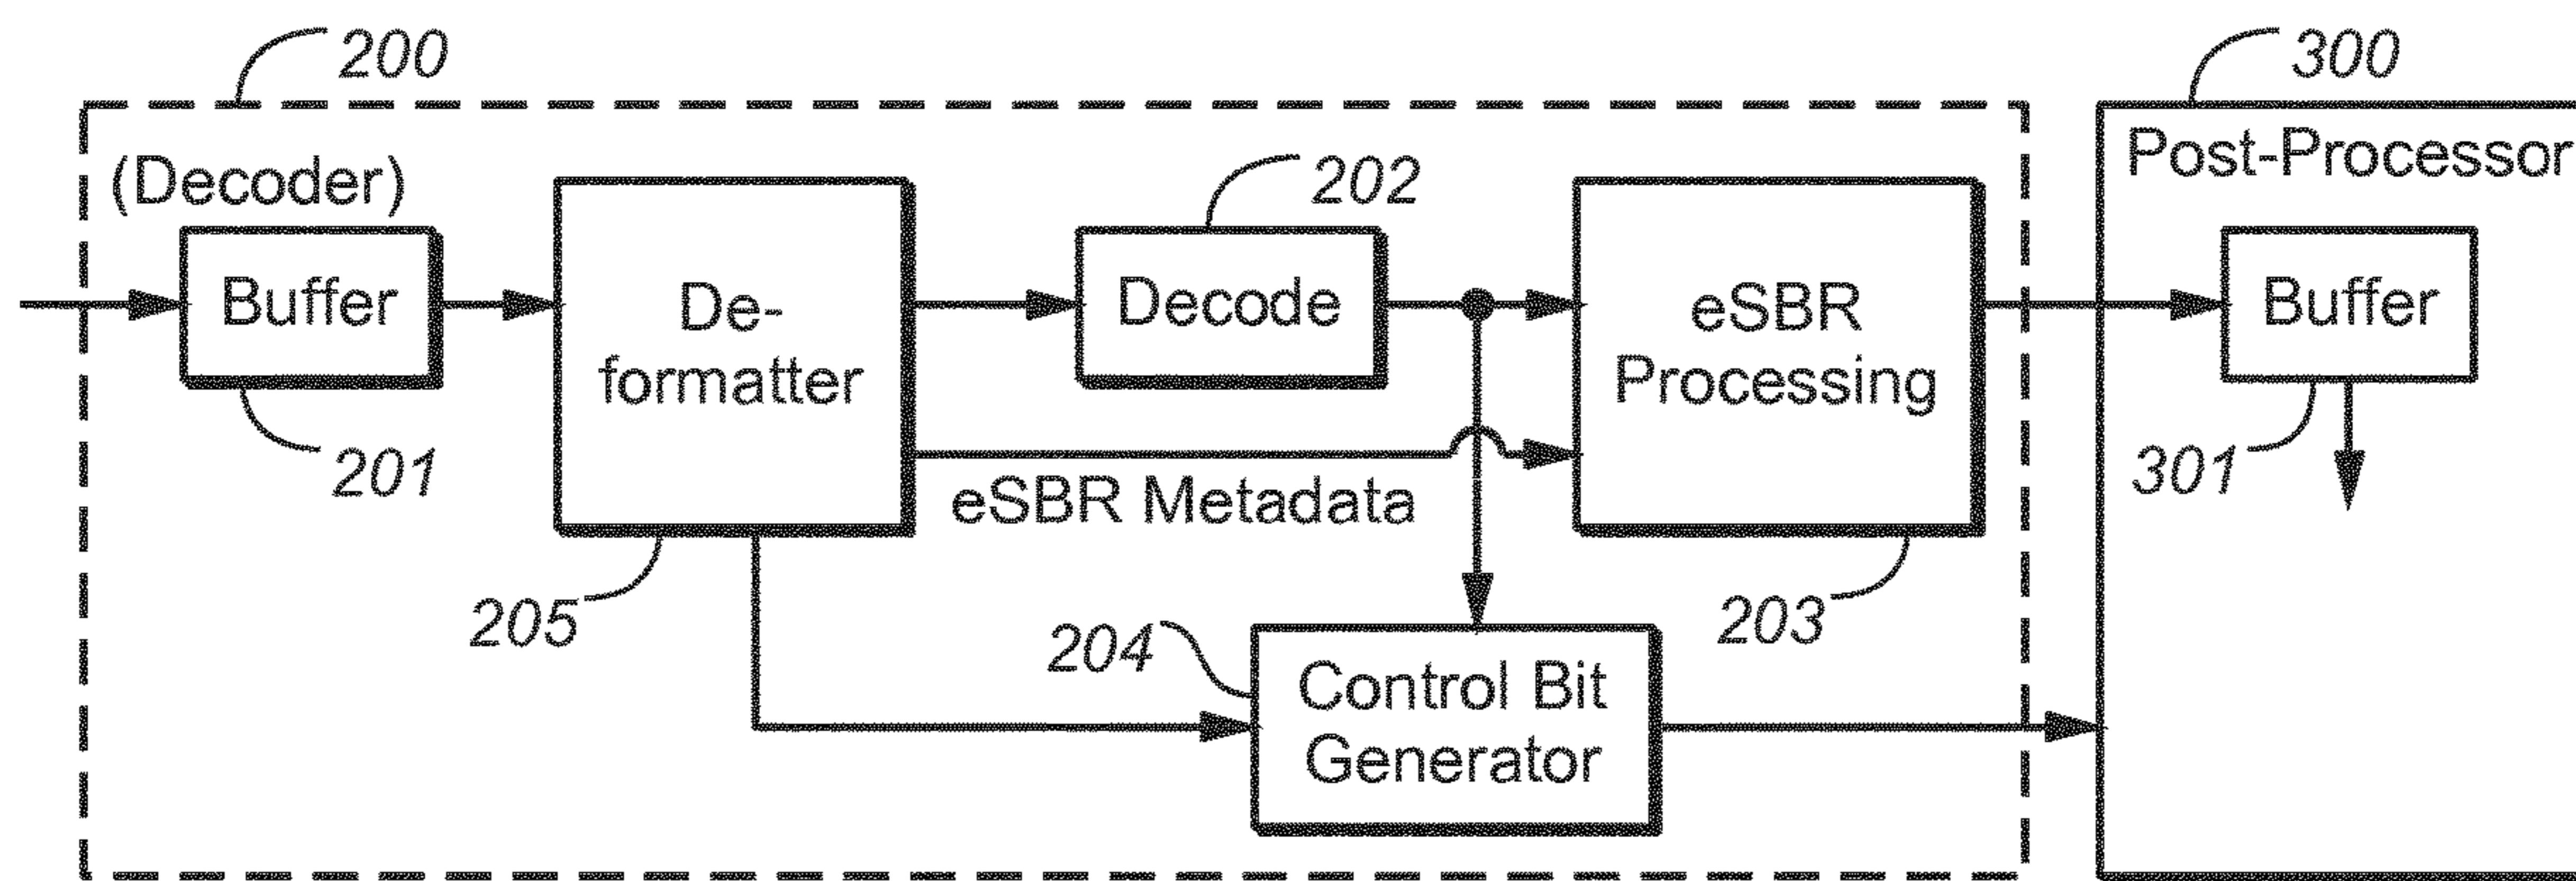 200
300
(Decoder)
Post-Processor
202
Buffer
De-
formatter
Decode
eSBR
Processing
Buffer
201
eSBR Metadata
301
205
204
203
Control Bit
Generator